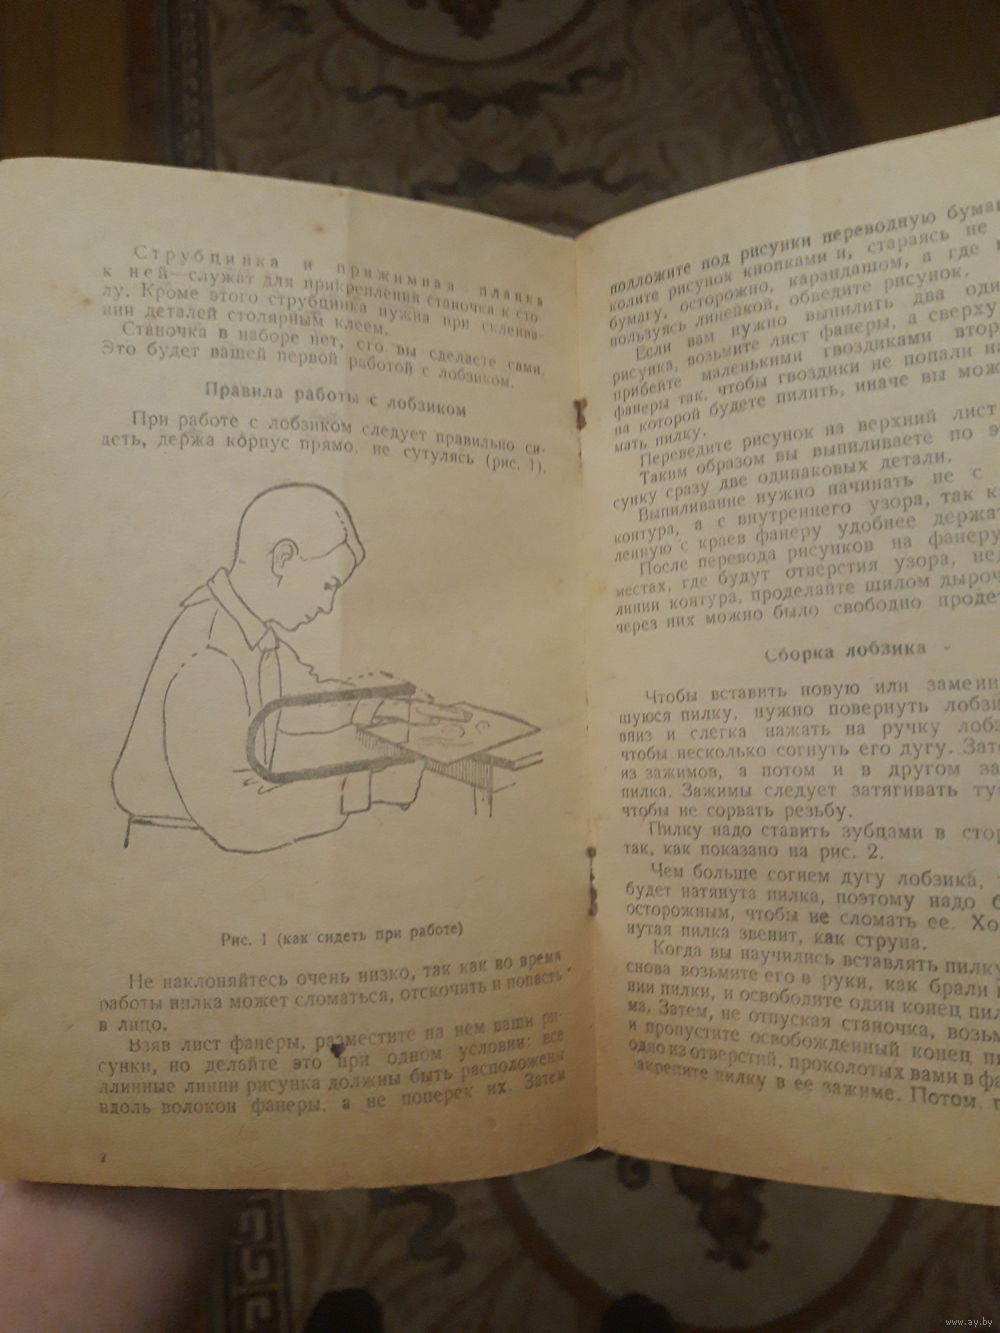 Струбцинка и прижимная планка
к ней—служат для прикрепления станочка к сто-
лу. Кроме этого струбцинка нужна при склеива-
нии деталей столярным клеем.
Станочка в наборе нет, его вы сделаете сами.
Это будет вашей первой работой с лобзиком.
Правила работы с лобзиком
При работе с лобзиком следует правильно си-
деть, держа корпус прямо, не сутулясь (рис. 1).
Рис. 1 (как сидеть при работе)
Не наклоняйтесь очень низко, так как во время
работы пилка может сломаться, отскочить и попасть
в лицо.
Взяв лист фанеры, разместите на нем ваши ри-
сунки, но делайте это при одном условии: все
длинные линии рисунка должны быть расположены
вдоль волокон фанеры, а не поперек их. Затем
2
подложите под рисунки переводную бумаг
колите рисунок кнопками и, стараясь не
бумагу, осторожно, карандашом, а где
пользуясь линейкой, обведите рисунок.
Если вам нужно выпилить два оди
рисунка, возьмите лист фанеры, а сверху
прибейте маленькими гвоздиками втор
фанеры так, чтобы гвоздики не попали на
на которой будете пилить, иначе вы мож
мать пилку.
Переведите рисунок на верхний лист
Таким образом вы выпиливаете по э
сунку сразу две одинаковых детали.
Выпиливание нужно начинать не с
контура, а с внутреннего узора, так к
ленную с краев фанеру удобнее держат
После перевода рисунков на фанеру
местах, где будут отверстия узора, не
линии контура, проделайте шилом дыроч
через них можно было свободно проде
Сборка лобзика
Чтобы вставить новую или замени
шуюся пилку, нужно повернуть лобзи
вниз и слегка нажать на ручку лобз
чтобы несколько согнуть его дугу. Зате
из зажимов, а потом и в другом за
пилка. Зажимы следует затягивать ту
чтобы не сорвать резьбу.
Пилку надо ставить зубцами в стор
так, как показано на рис. 2.
Чем больше согнем дугу лобзика,
будет натянута пилка, поэтому надо б
осторожным, чтобы не сломать ее. Хо
нутая пилка звенит, как струна.
Когда вы научились вставлять пилку
снова возьмите его в руки, как брали
нии пилки, и освободите один конец пил
ма. Затем, не отпуская станочка, возьм
и пропустите освобожденный конец пи
одно из отверстий, проколотых вами в фа
акрепите пилку в ее зажиме. Потом, п
www.ay.by